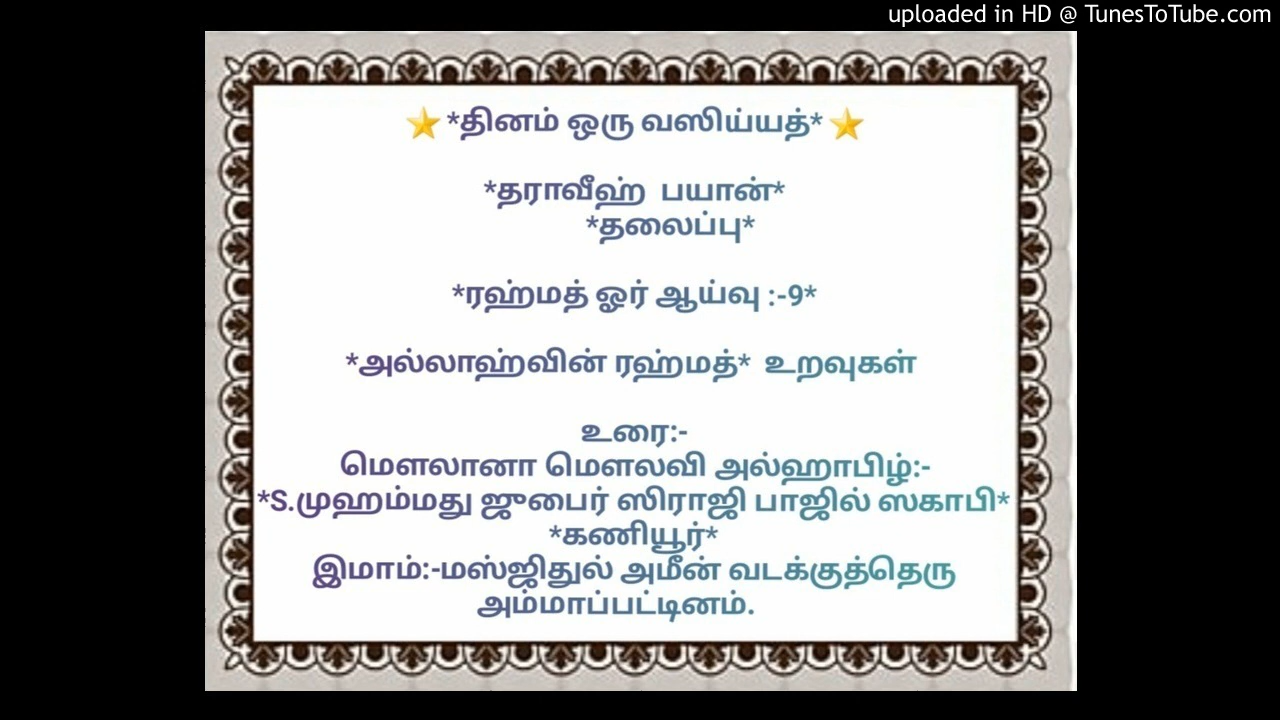 uploaded in HD @ TunesToTube.com
⭐*தினம் ஒரு வஸிய்யத்*⭐
*தராவீஹ் பயான்*
*தலைப்பு*
*ரஹ்மத் ஓர் ஆய்வு :-9*
*அல்லாஹ்வின் ரஹ்மத்* உறவுகள்
உரை:-
மௌலானா மௌலவி அல்ஹாபிழ்:-
*S.முஹம்மது ஜுபைர் ஸிராஜி பாஜில் ஸகாபி*
*கணியூர்*
இமாம்:-மஸ்ஜிதுல் அமீன் வடக்குத்தெரு
அம்மாப்பட்டினம்.